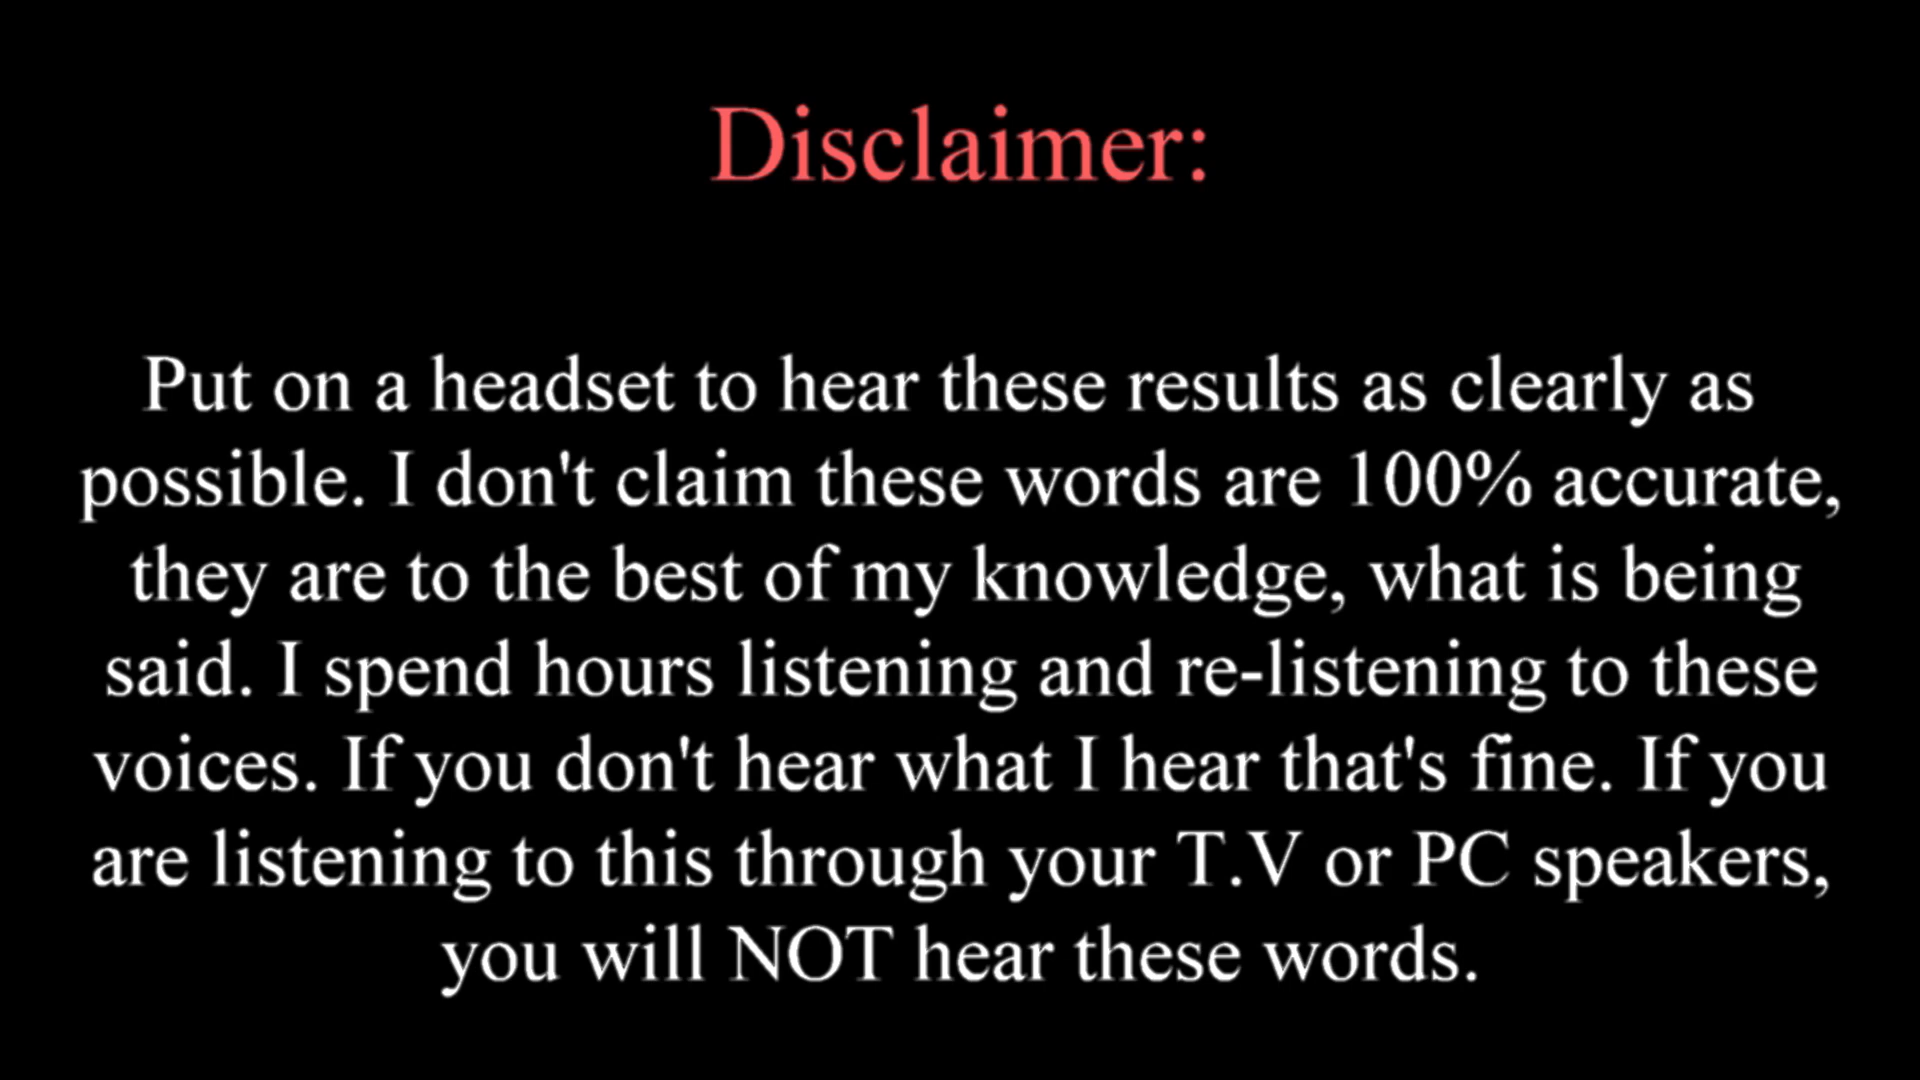 Disclaimer:
Put on a headset to hear these results as clearly as
possible. I don't claim these words are 100% accurate,
they are to the best of my knowledge, what is being
said. I spend hours listening and re-listening to these
voices. If you don't hear what I hear that's fine. If you
are listening to this through your T.V or PC speakers,
you will NOT hear these words.